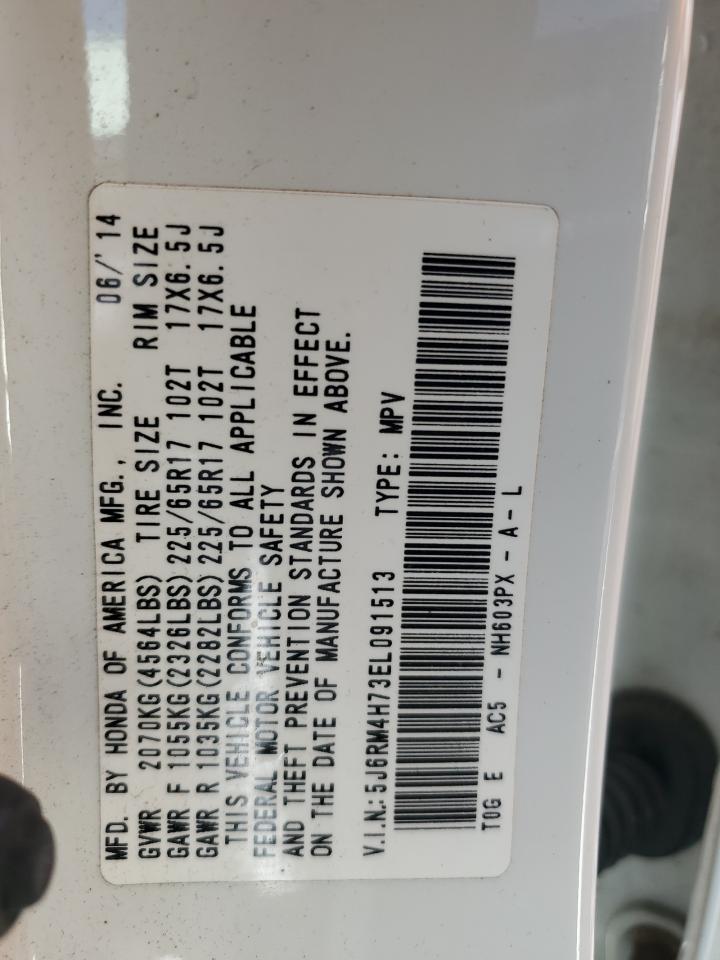 MFD. BY HONDA OF AMERICA MFG., INC. 06/'14
GVWR 2070KG(4564LBS) TIRE SIZE RIM SIZE
GAWR F 1055KG(2326LBS)225/65R17 102T 17X6.5J
GAWR R 1035KG(2282LBS)225/65R17 102T 17X6.5J
THIS VEHICLE CONFORMS TO ALL APPLICABLE
FEDERAL MOTOR VEHICLE SAFETY
AND THEFT PREVENTION STANDARDS IN EFFECT
ON THE DATE OF MANUFACTURE SHOWN ABOVE.
V.I.N.:5J6RM4H73EL091513 TYPE: MPV
T0G E AC5 - NH603PX - A - L